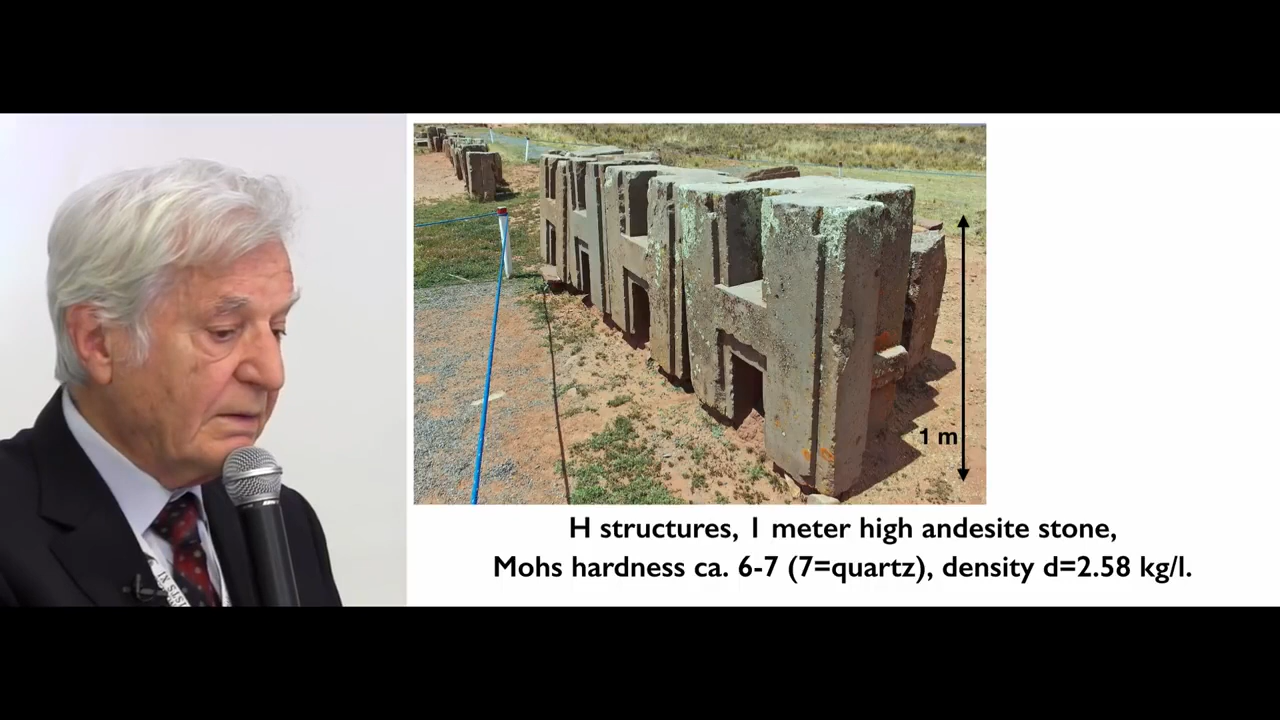 1 m
H structures, 1 meter high andesite stone,
Mohs hardness ca. 6-7 (7=quartz), density d=2.58 kg/l.